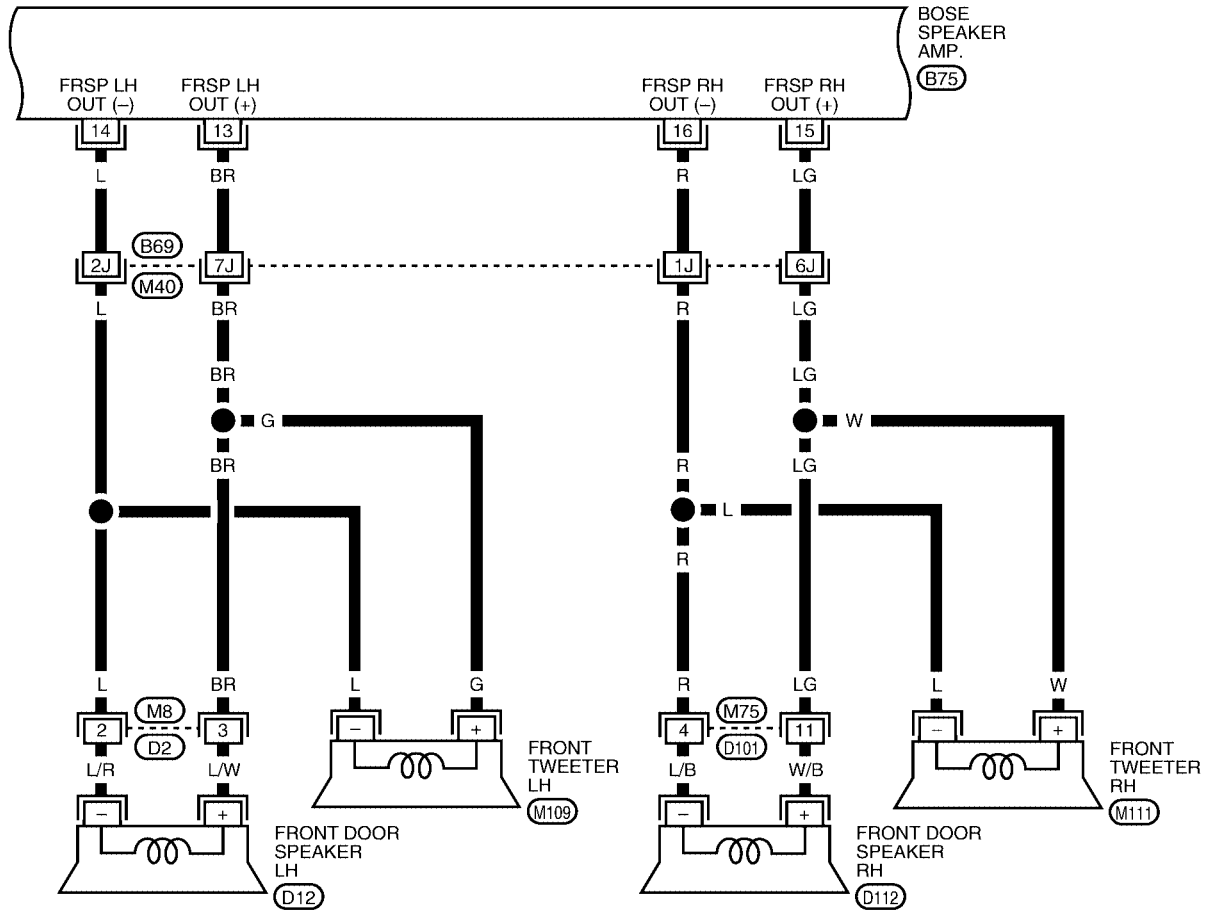 BOSE
SPEAKER
AMP.
B75
FRSP LH
OUT (–)
FRSP LH
OUT (+)
FRSP RH
OUT (–)
FRSP RH
OUT (+)
14 13 16 15
L BR R LG
B69
2J 7J 1J 6J
M40
L BR R LG
BR LG
G W
BR R LG
L
R
L BR L G R LG L W
M8 M75
2 3 – + 4 11 – +
D2 D101
FRONT
TWEETER
LH
M109
FRONT
TWEETER
RH
M111
L/R L/W L/B W/B
– + – +
FRONT DOOR
SPEAKER
LH
D12
FRONT DOOR
SPEAKER
RH
D112